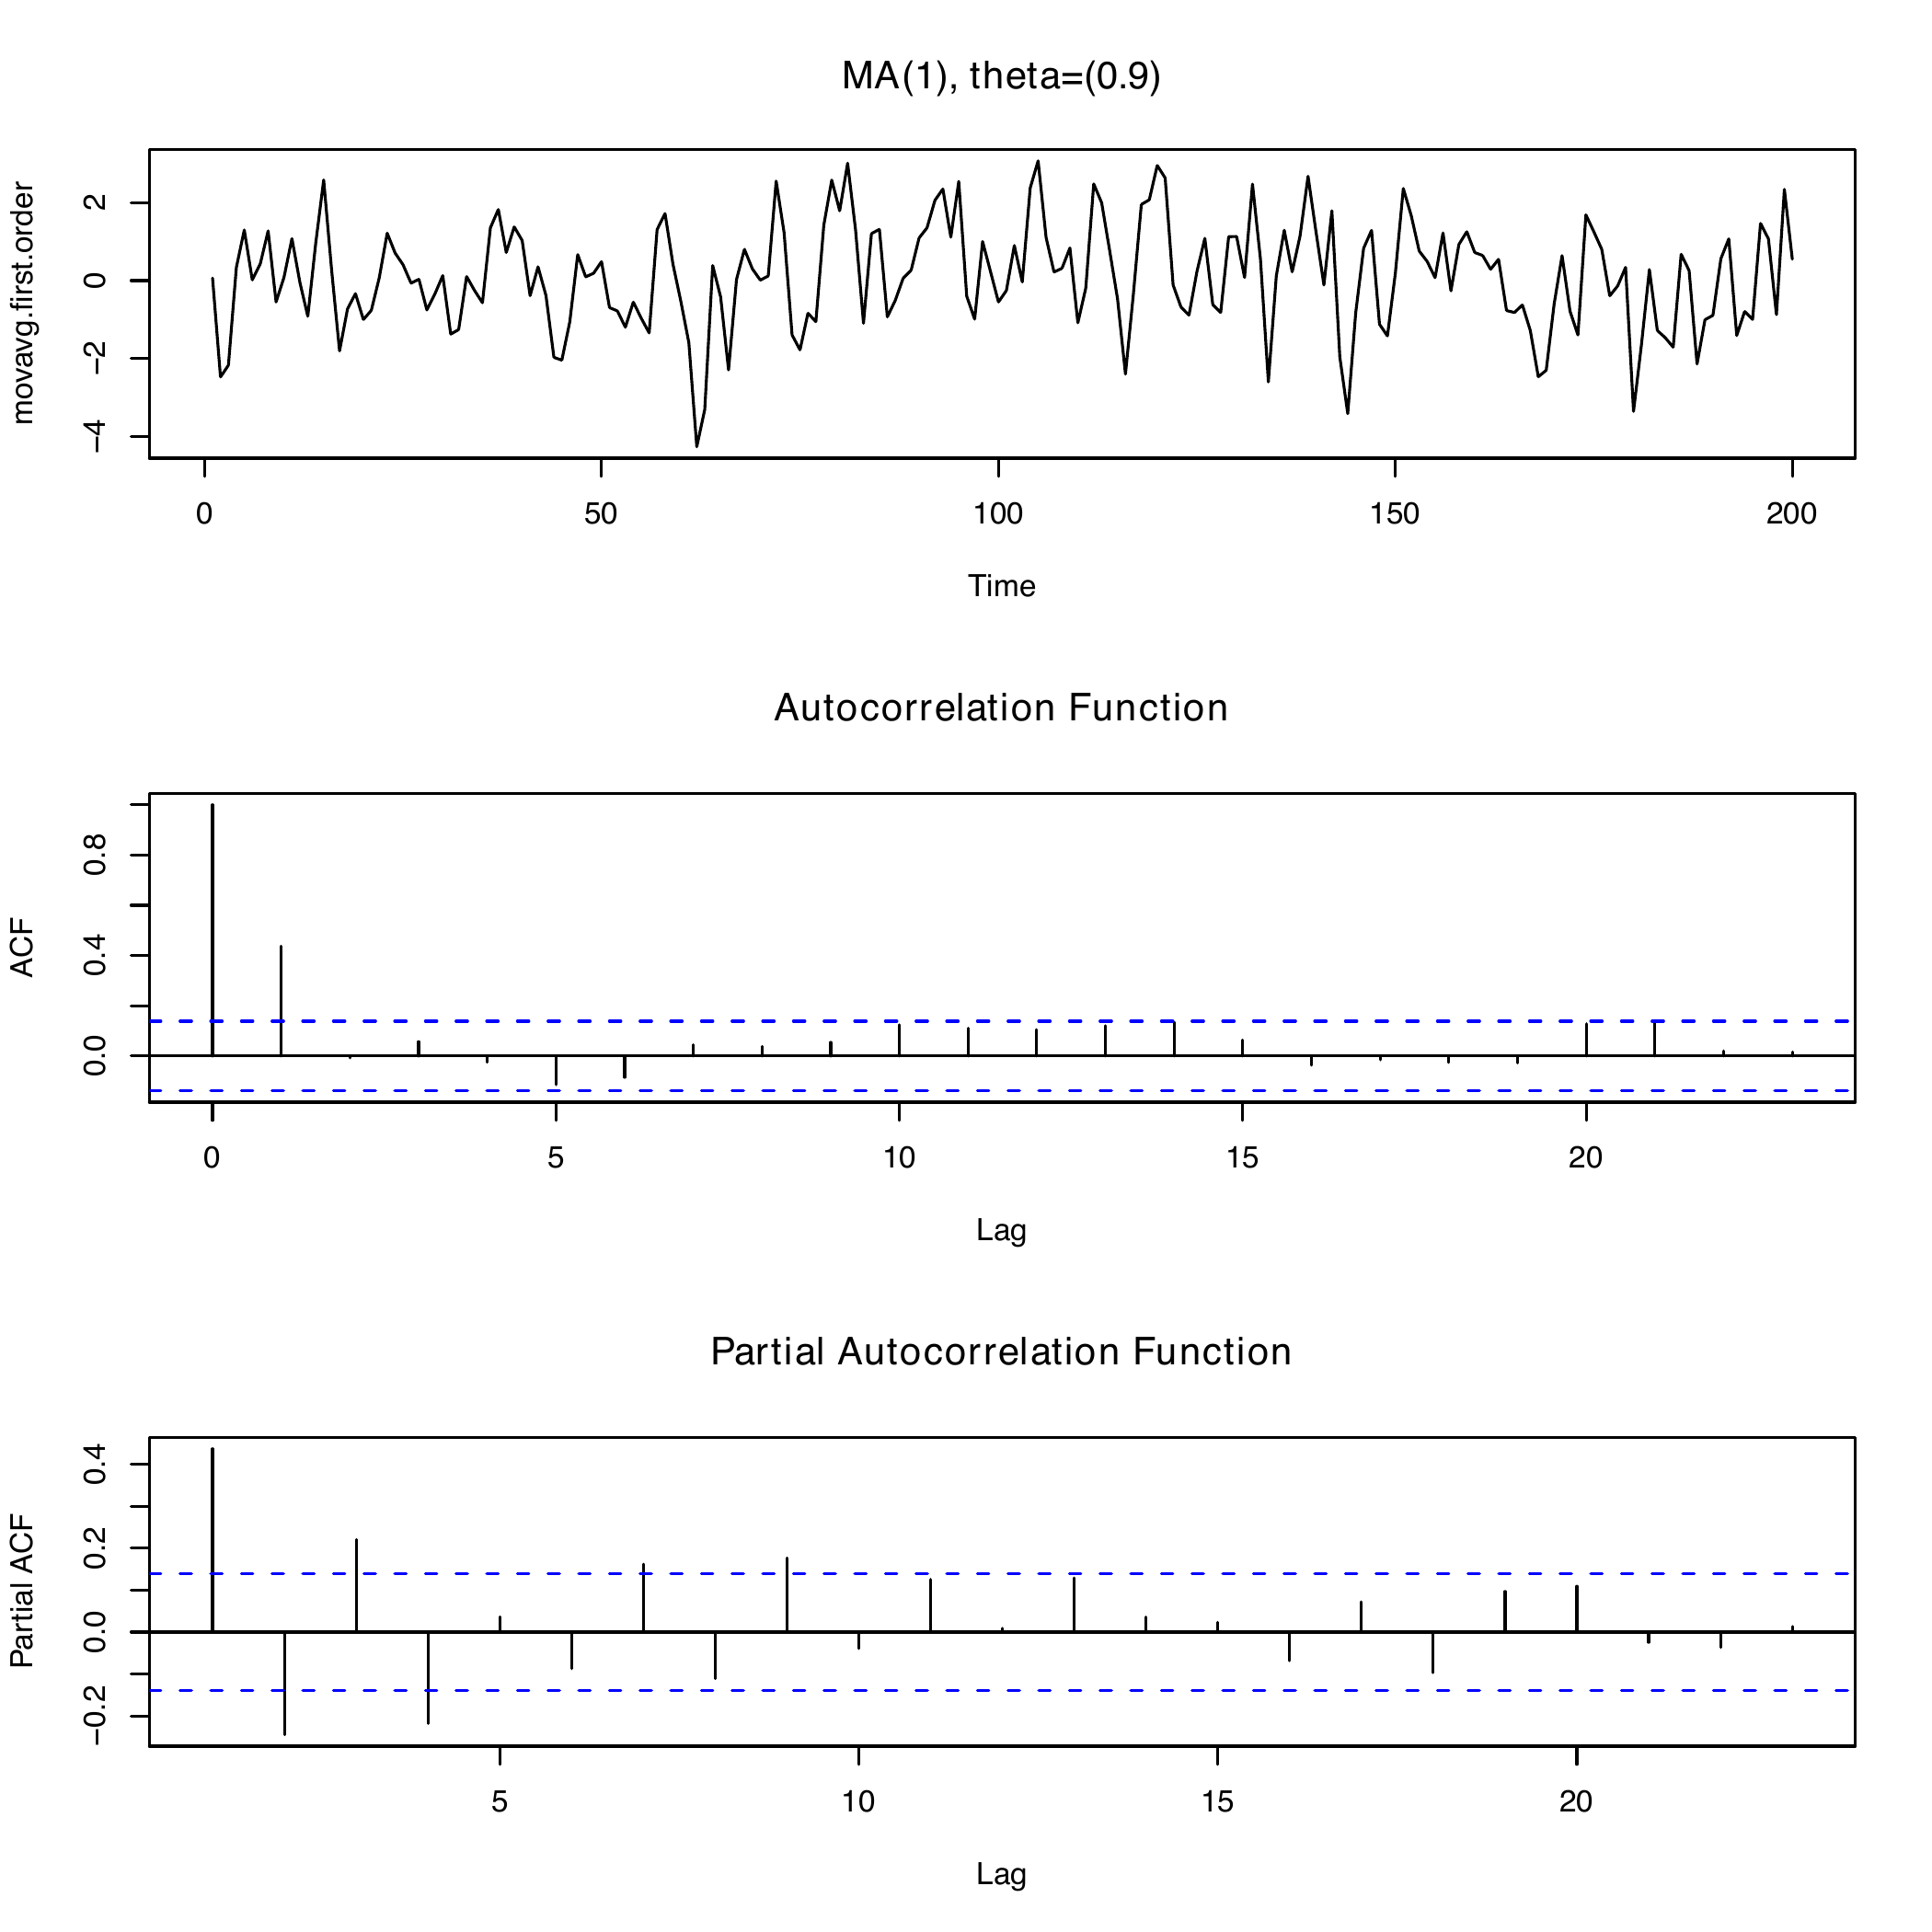 MA(1), theta=(0.9)
movavg.first.order
2
0
−2
−4
0 50 100 150 200
Time
Autocorrelation Function
ACF
0.8
0.4
0.0
0 5 10 15 20
Lag
Partial Autocorrelation Function
Partial ACF
0.4
0.2
0.0
−0.2
5 10 15 20
Lag